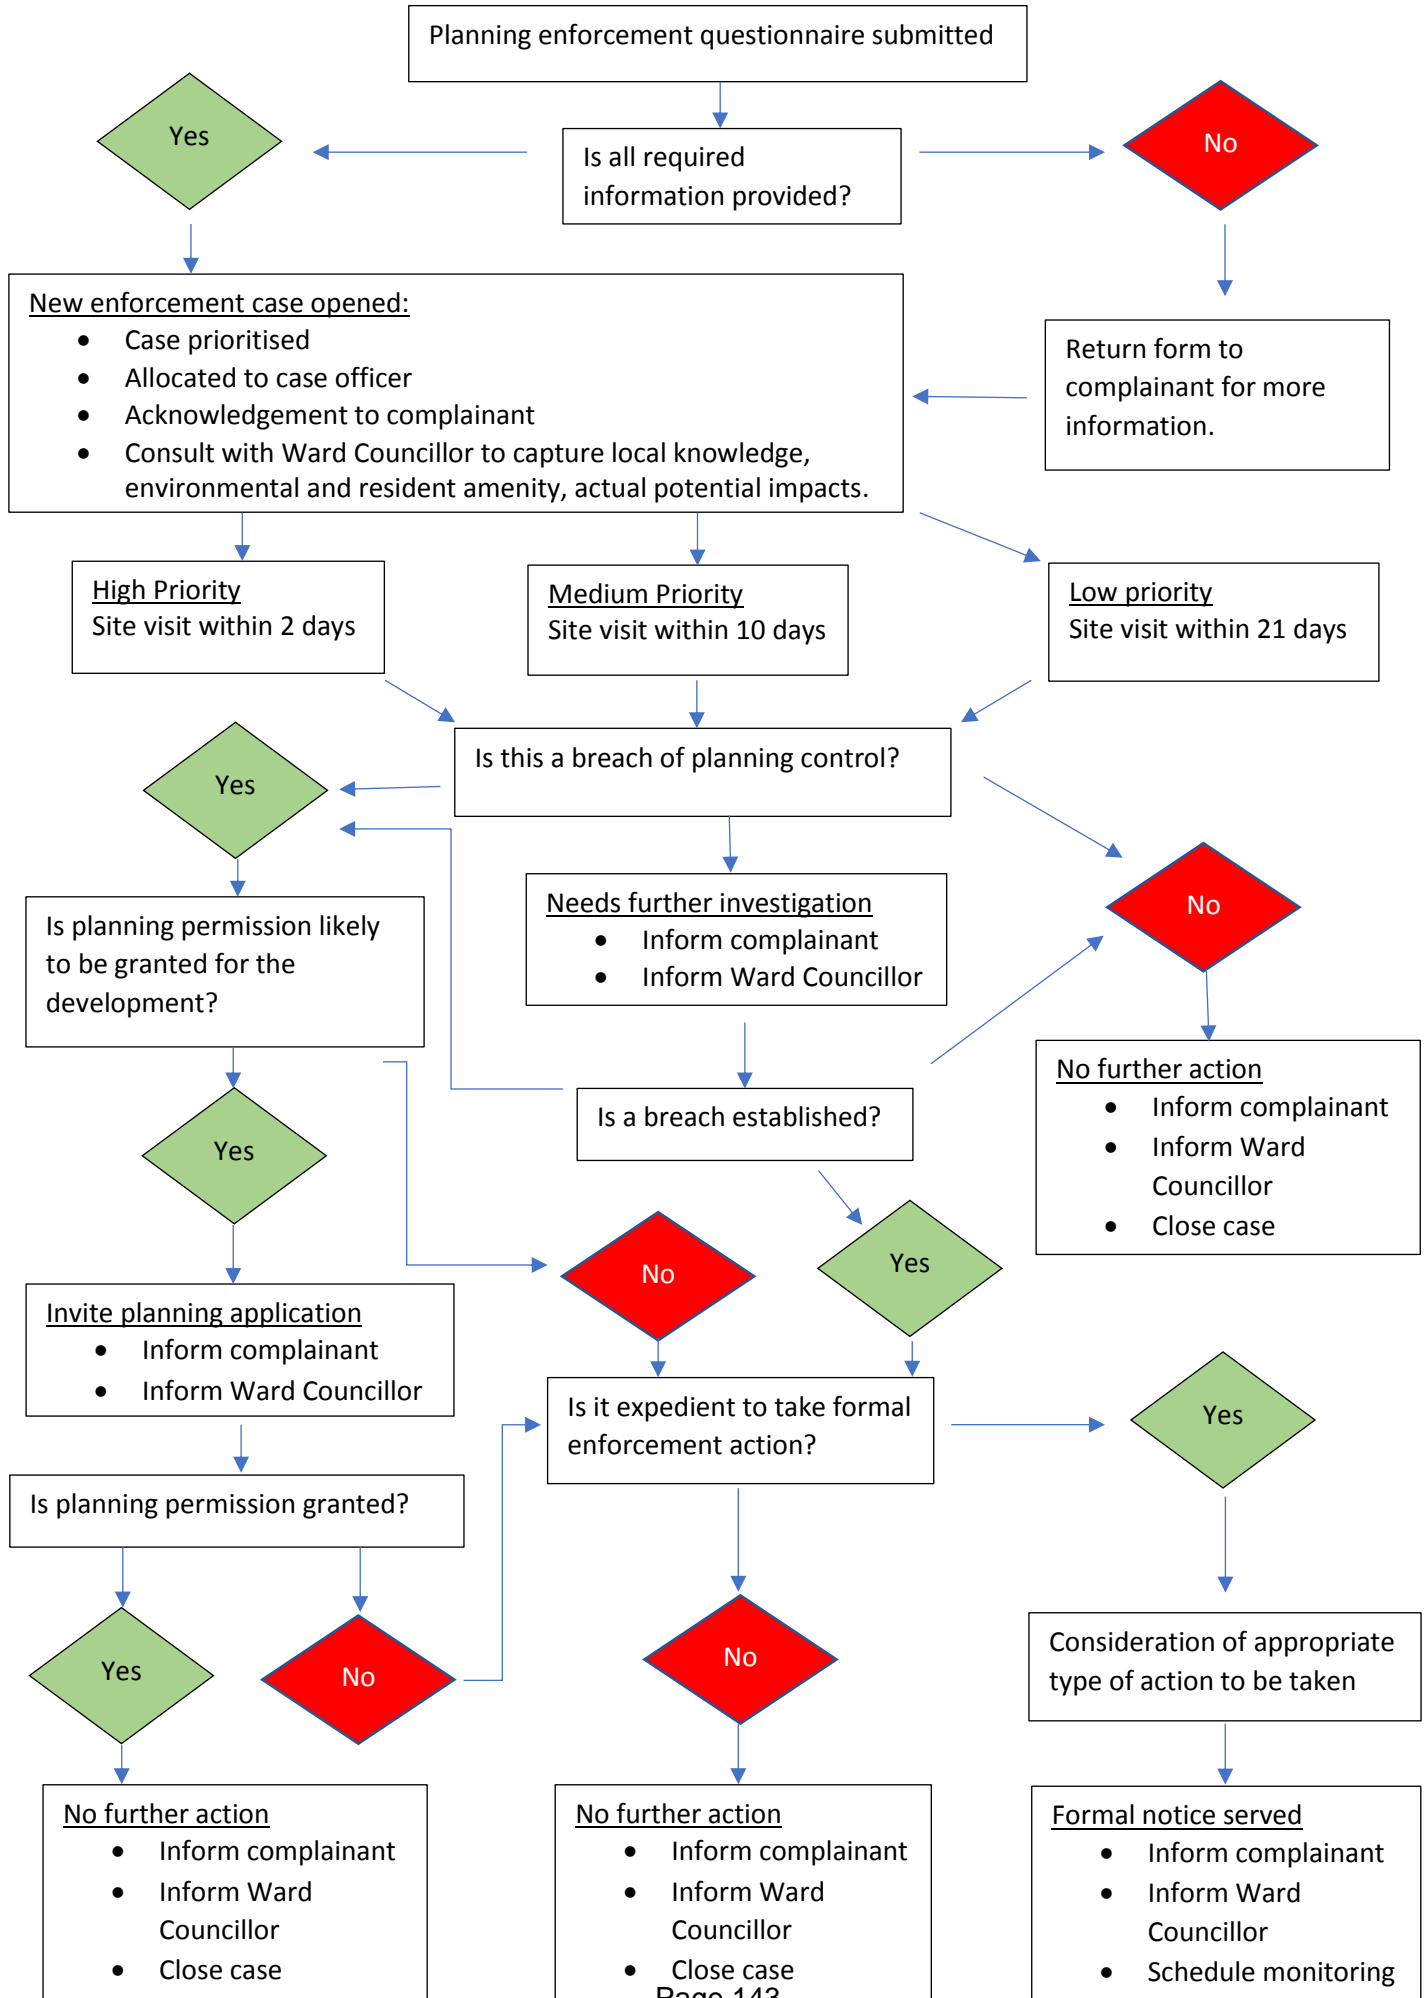 Planning enforcement questionnaire submitted
Yes
Is all required
information provided?
No
New enforcement case opened:
• Case prioritised
• Allocated to case officer
• Acknowledgement to complainant
• Consult with Ward Councillor to capture local knowledge,
environmental and resident amenity, actual potential impacts.
Return form to
complainant for more
information.
High Priority
Site visit within 2 days
Medium Priority
Site visit within 10 days
Low priority
Site visit within 21 days
Is this a breach of planning control?
Yes
Needs further investigation
• Inform complainant
• Inform Ward Councillor
No
Is planning permission likely
to be granted for the
development?
Is a breach established?
No further action
• Inform complainant
• Inform Ward
Councillor
• Close case
Yes
No
Yes
Invite planning application
• Inform complainant
• Inform Ward Councillor
Is it expedient to take formal
enforcement action?
Yes
Is planning permission granted?
Yes
No
No
Consideration of appropriate
type of action to be taken
No further action
• Inform complainant
• Inform Ward
Councillor
• Close case
No further action
• Inform complainant
• Inform Ward
Councillor
• Close case
Formal notice served
• Inform complainant
• Inform Ward
Councillor
• Schedule monitoring
Page 143